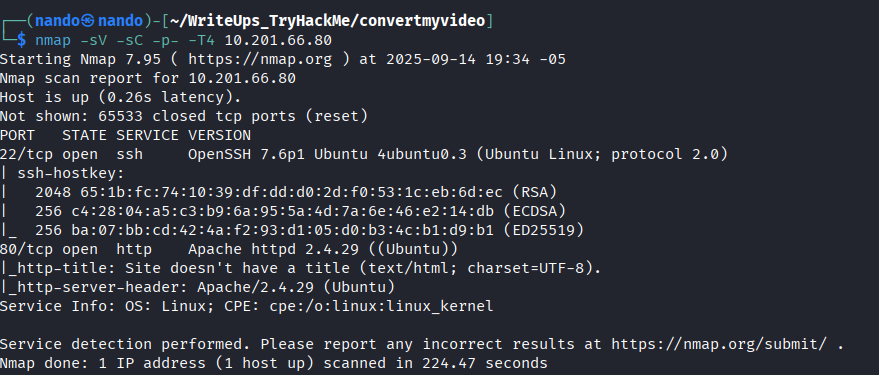 ┌──(nando㉿nando)-[~/WriteUps_TryHackMe/convertmyvideo]
└─$ nmap -sV -sC -p- -T4 10.201.66.80
Starting Nmap 7.95 ( https://nmap.org ) at 2025-09-14 19:34 -05
Nmap scan report for 10.201.66.80
Host is up (0.26s latency).
Not shown: 65533 closed tcp ports (reset)
PORT   STATE SERVICE VERSION
22/tcp open  ssh     OpenSSH 7.6p1 Ubuntu 4ubuntu0.3 (Ubuntu Linux; protocol 2.0)
| ssh-hostkey:
|   2048 65:1b:fc:74:10:39:df:dd:d0:2d:f0:53:1c:eb:6d:ec (RSA)
|   256 c4:28:04:a5:c3:b9:6a:95:5a:4d:7a:6e:46:e2:14:db (ECDSA)
|_  256 ba:07:bb:cd:42:4a:f2:93:d1:05:d0:b3:4c:b1:d9:b1 (ED25519)
80/tcp open  http    Apache httpd 2.4.29 ((Ubuntu))
|_http-title: Site doesn't have a title (text/html; charset=UTF-8).
|_http-server-header: Apache/2.4.29 (Ubuntu)
Service Info: OS: Linux; CPE: cpe:/o:linux:linux_kernel

Service detection performed. Please report any incorrect results at https://nmap.org/submit/ .
Nmap done: 1 IP address (1 host up) scanned in 224.47 seconds